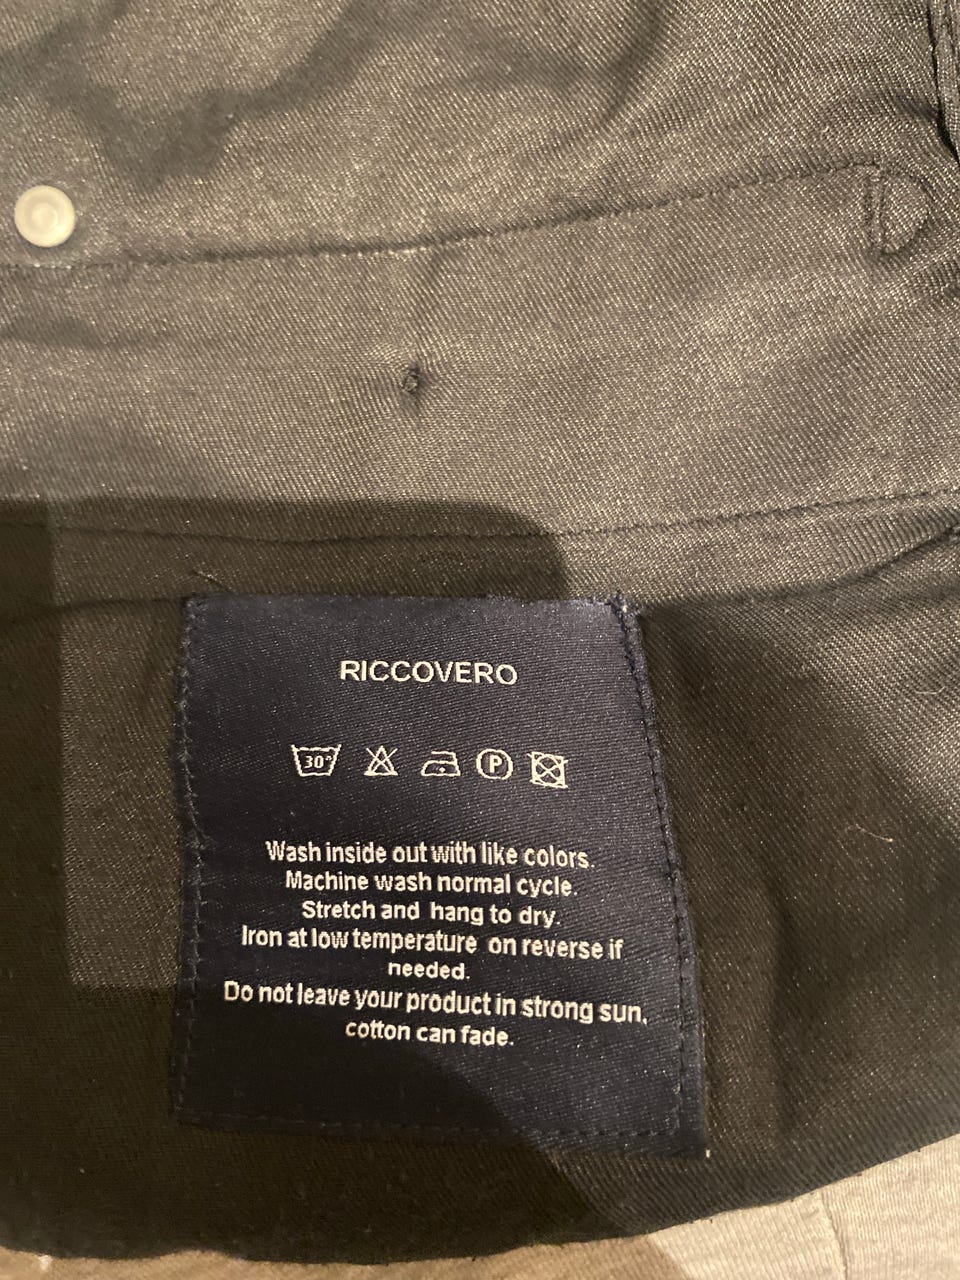 RICCOVERO
30° P
Wash inside out with like colors.
Machine wash normal cycle.
Stretch and hang to dry.
Iron at low temperature on reverse if
needed.
Do not leave your product in strong sun,
cotton can fade.